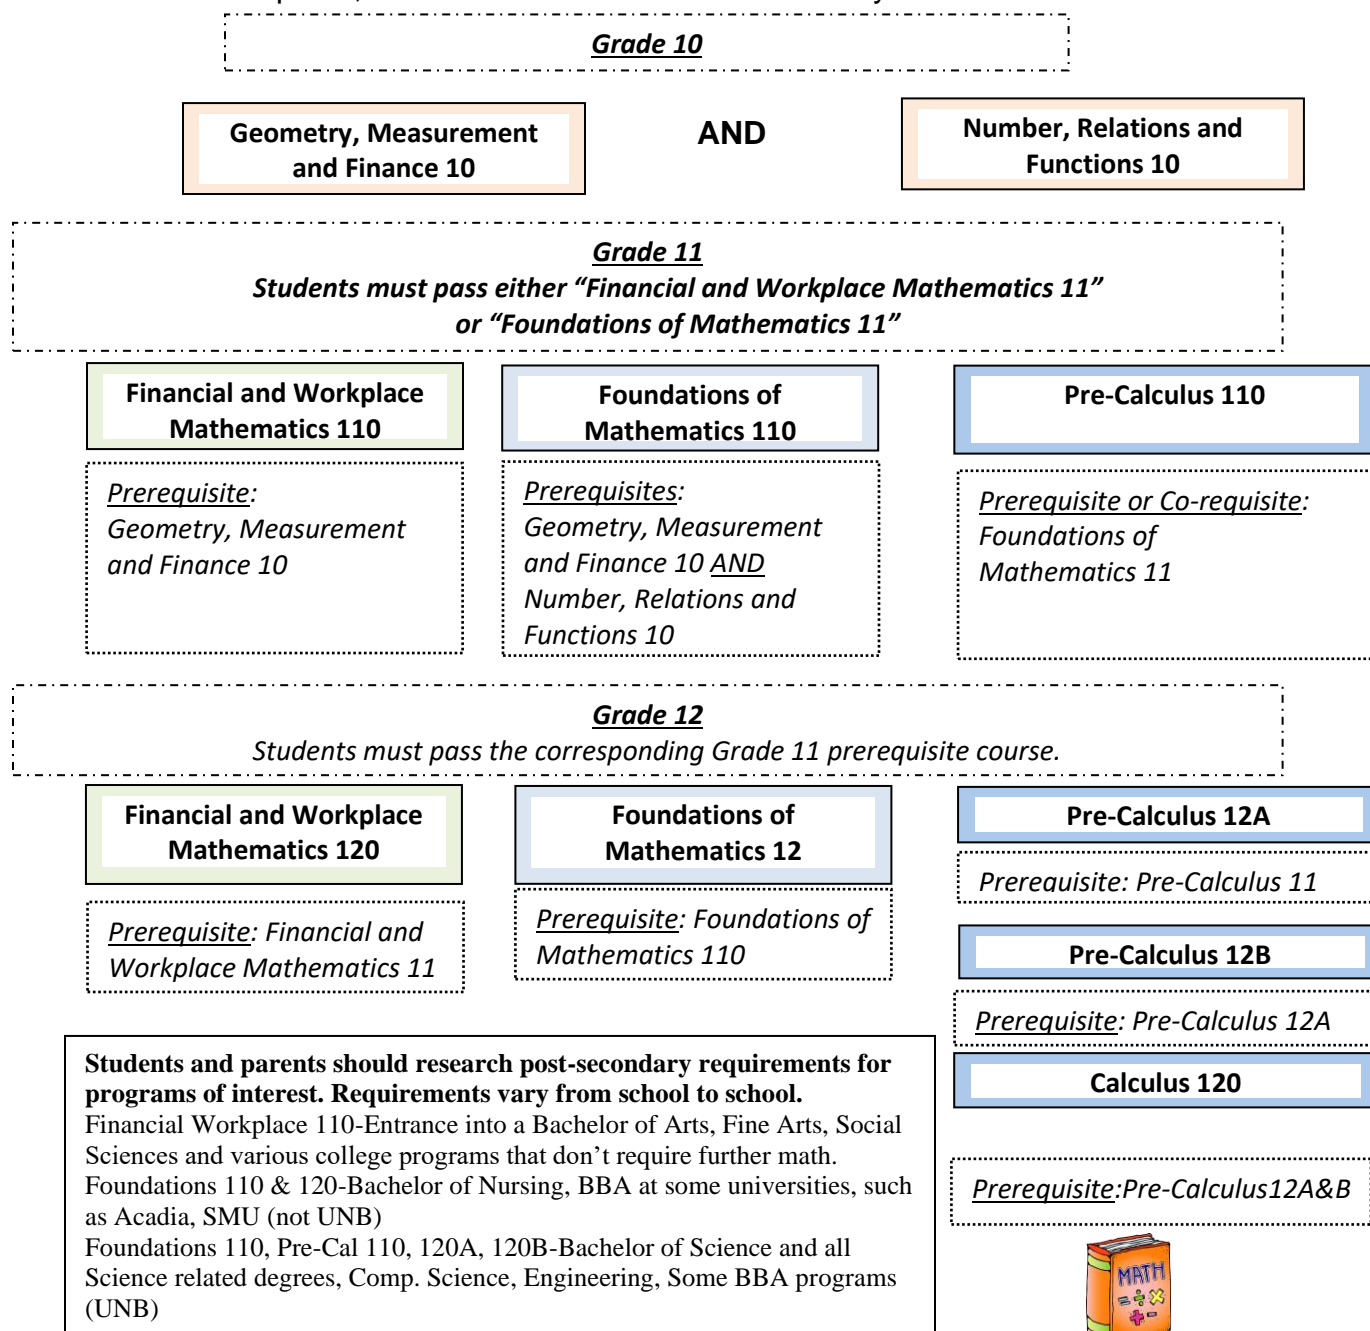 Grade 10
Geometry, Measurement
and Finance 10
AND
Number, Relations and
Functions 10
Grade 11
Students must pass either “Financial and Workplace Mathematics 11”
or “Foundations of Mathematics 11”
Financial and Workplace
Mathematics 110
Foundations of
Mathematics 110
Pre-Calculus 110
Prerequisite:
Geometry, Measurement
and Finance 10
Prerequisites:
Geometry, Measurement
and Finance 10 AND
Number, Relations and
Functions 10
Prerequisite or Co-requisite:
Foundations of
Mathematics 11
Grade 12
Students must pass the corresponding Grade 11 prerequisite course.
Financial and Workplace
Mathematics 120
Prerequisite: Financial and
Workplace Mathematics 11
Foundations of
Mathematics 12
Prerequisite: Foundations of
Mathematics 110
Pre-Calculus 12A
Prerequisite: Pre-Calculus 11
Pre-Calculus 12B
Prerequisite: Pre-Calculus 12A
Calculus 120
Prerequisite:Pre-Calculus12A&B
Students and parents should research post-secondary requirements for
programs of interest. Requirements vary from school to school.
Financial Workplace 110-Entrance into a Bachelor of Arts, Fine Arts, Social
Sciences and various college programs that don’t require further math.
Foundations 110 & 120-Bachelor of Nursing, BBA at some universities, such
as Acadia, SMU (not UNB)
Foundations 110, Pre-Cal 110, 120A, 120B-Bachelor of Science and all
Science related degrees, Comp. Science, Engineering, Some BBA programs
(UNB)
MATH
=÷×
+-